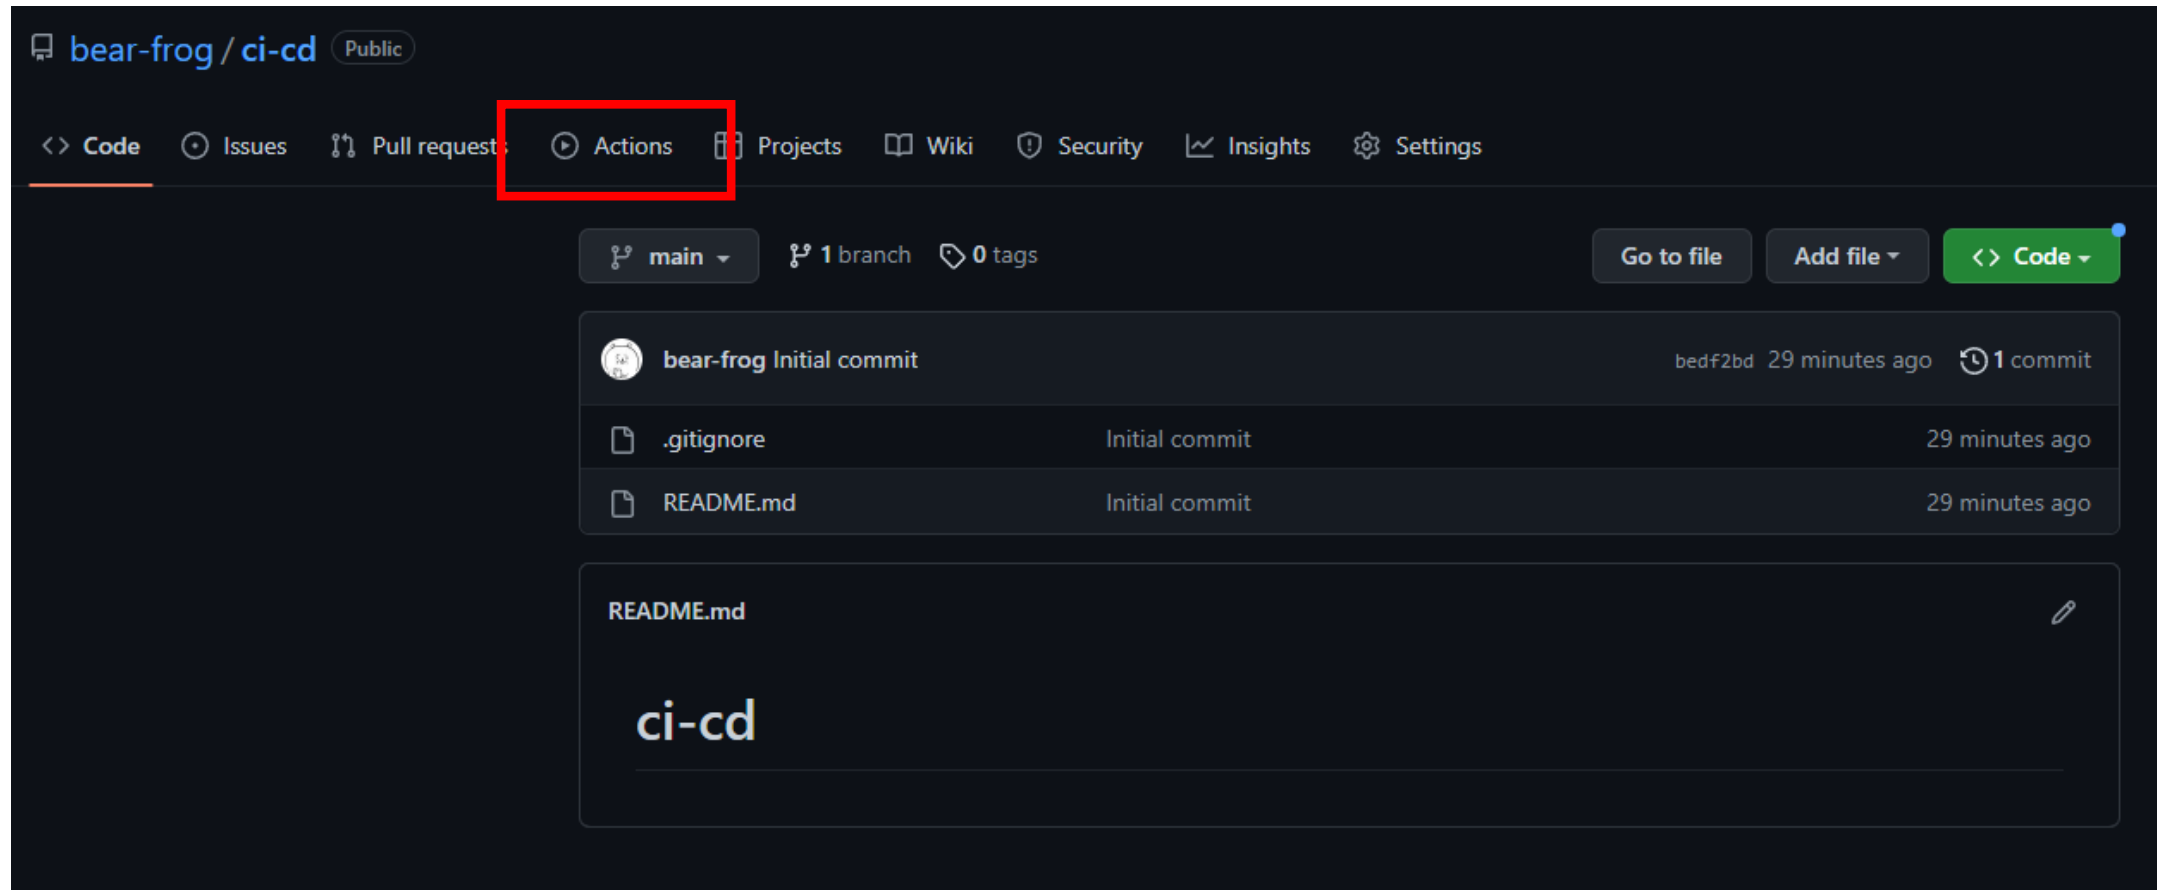 bear-frog / ci-cd Public
Code Issues Pull requests Actions Projects Wiki Security Insights Settings
main 1 branch 0 tags Go to file Add file Code
bear-frog Initial commit bedf2bd 29 minutes ago 1 commit
.gitignore Initial commit 29 minutes ago
README.md Initial commit 29 minutes ago
README.md
ci-cd